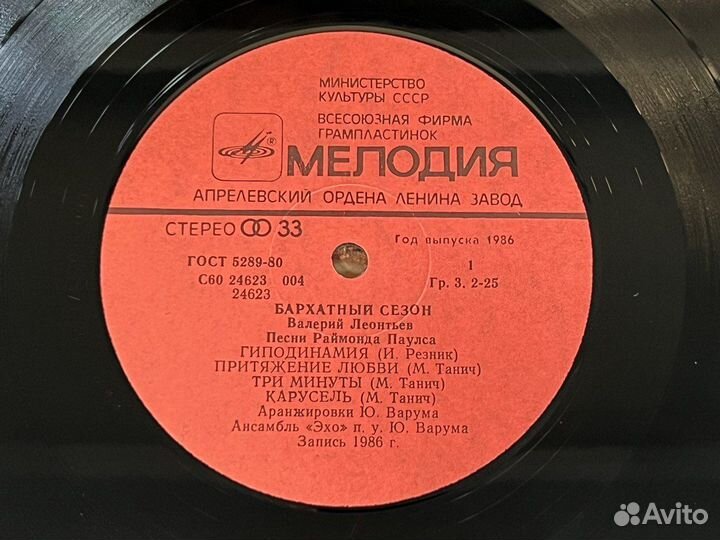 МИНИСТЕРСТВО
КУЛЬТУРЫ СССР
ВСЕСОЮЗНАЯ ФИРМА
ГРАМПЛАСТИНОК
МЕЛОДИЯ
АПРЕЛЕВСКИЙ ОРДЕНА ЛЕНИНА ЗАВОД
СТЕРЕО 33
Год выпуска 1986
ГОСТ 5289-80
1
С60 24623 004
Гр. 3. 2-25
24623
БАРХАТНЫЙ СЕЗОН
Валерий Леонтьев
Песни Раймонда Паулса
ГИПОДИНАМИЯ (И. Резник)
ПРИТЯЖЕНИЕ ЛЮБВИ (М. Танич)
ТРИ МИНУТЫ (М. Танич)
КАРУСЕЛЬ (М. Танич)
Аранжировки Ю. Варума
Ансамбль «Эхо» п. у. Ю. Варума
Запись 1986 г.
Avito